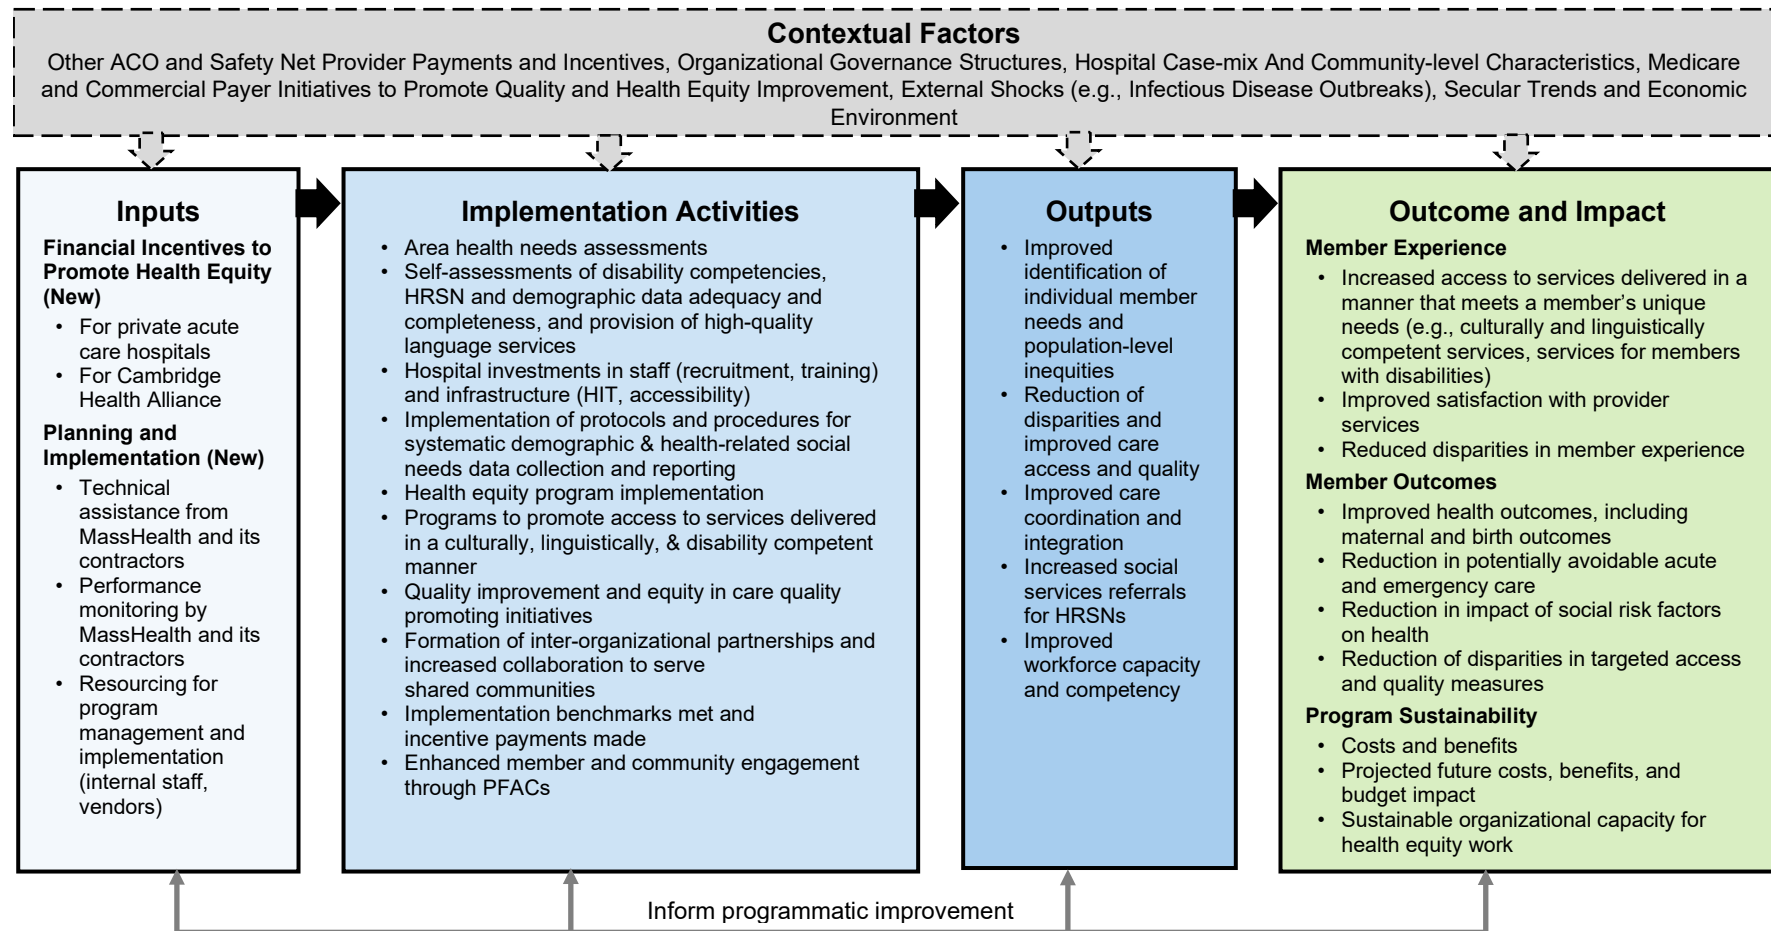 Contextual Factors
Other ACO and Safety Net Provider Payments and Incentives, Organizational Governance Structures, Hospital Case-mix And Community-level Characteristics, Medicare
and Commercial Payer Initiatives to Promote Quality and Health Equity Improvement, External Shocks (e.g., Infectious Disease Outbreaks), Secular Trends and Economic
Environment
Inputs
Financial Incentives to
Promote Health Equity
(New)
• For private acute
care hospitals
• For Cambridge
Health Alliance
Planning and
Implementation (New)
• Technical
assistance from
MassHealth and its
contractors
• Performance
monitoring by
MassHealth and its
contractors
• Resourcing for
program
management and
implementation
(internal staff,
vendors)
Implementation Activities
• Area health needs assessments
• Self-assessments of disability competencies,
HRSN and demographic data adequacy and
completeness, and provision of high-quality
language services
• Hospital investments in staff (recruitment, training)
and infrastructure (HIT, accessibility)
• Implementation of protocols and procedures for
systematic demographic & health-related social
needs data collection and reporting
• Health equity program implementation
• Programs to promote access to services delivered
in a culturally, linguistically, & disability competent
manner
• Quality improvement and equity in care quality
promoting initiatives
• Formation of inter-organizational partnerships and
increased collaboration to serve
shared communities
• Implementation benchmarks met and
incentive payments made
• Enhanced member and community engagement
through PFACs
Outputs
• Improved
identification of
individual member
needs and
population-level
inequities
• Reduction of
disparities and
improved care
access and quality
• Improved care
coordination and
integration
• Increased social
services referrals
for HRSNs
• Improved
workforce capacity
and competency
Outcome and Impact
Member Experience
• Increased access to services delivered in a
manner that meets a member’s unique
needs (e.g., culturally and linguistically
competent services, services for members
with disabilities)
• Improved satisfaction with provider
services
• Reduced disparities in member experience
Member Outcomes
• Improved health outcomes, including
maternal and birth outcomes
• Reduction in potentially avoidable acute
and emergency care
• Reduction in impact of social risk factors
on health
• Reduction of disparities in targeted access
and quality measures
Program Sustainability
• Costs and benefits
• Projected future costs, benefits, and
budget impact
• Sustainable organizational capacity for
health equity work
Inform programmatic improvement